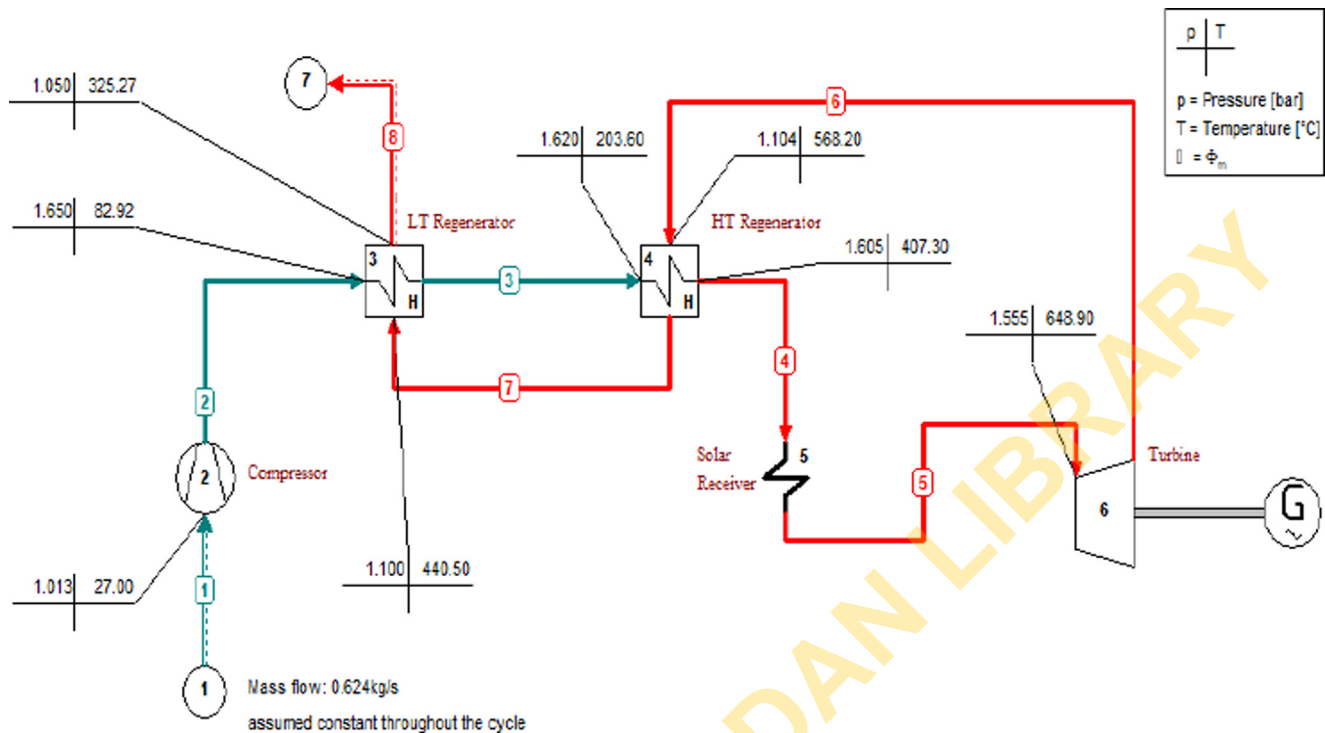 p T
p = Pressure [bar]
T = Temperature [°C]
▯ = Φm
1.050 325.27
7
6
8
1.620 203.60
1.104 568.20
1.650 82.92
LT Regenerator
HT Regenerator
1.605 407.30
3
H
3
4
H
1.555 648.90
4
7
2
Solar
Receiver
5
Turbine
2
Compressor
5
6
G
~
1.013 27.00
1
1.100 440.50
1
Mass flow: 0.624kg/s
assumed constant throughout the cycle
DAN LIBRARY